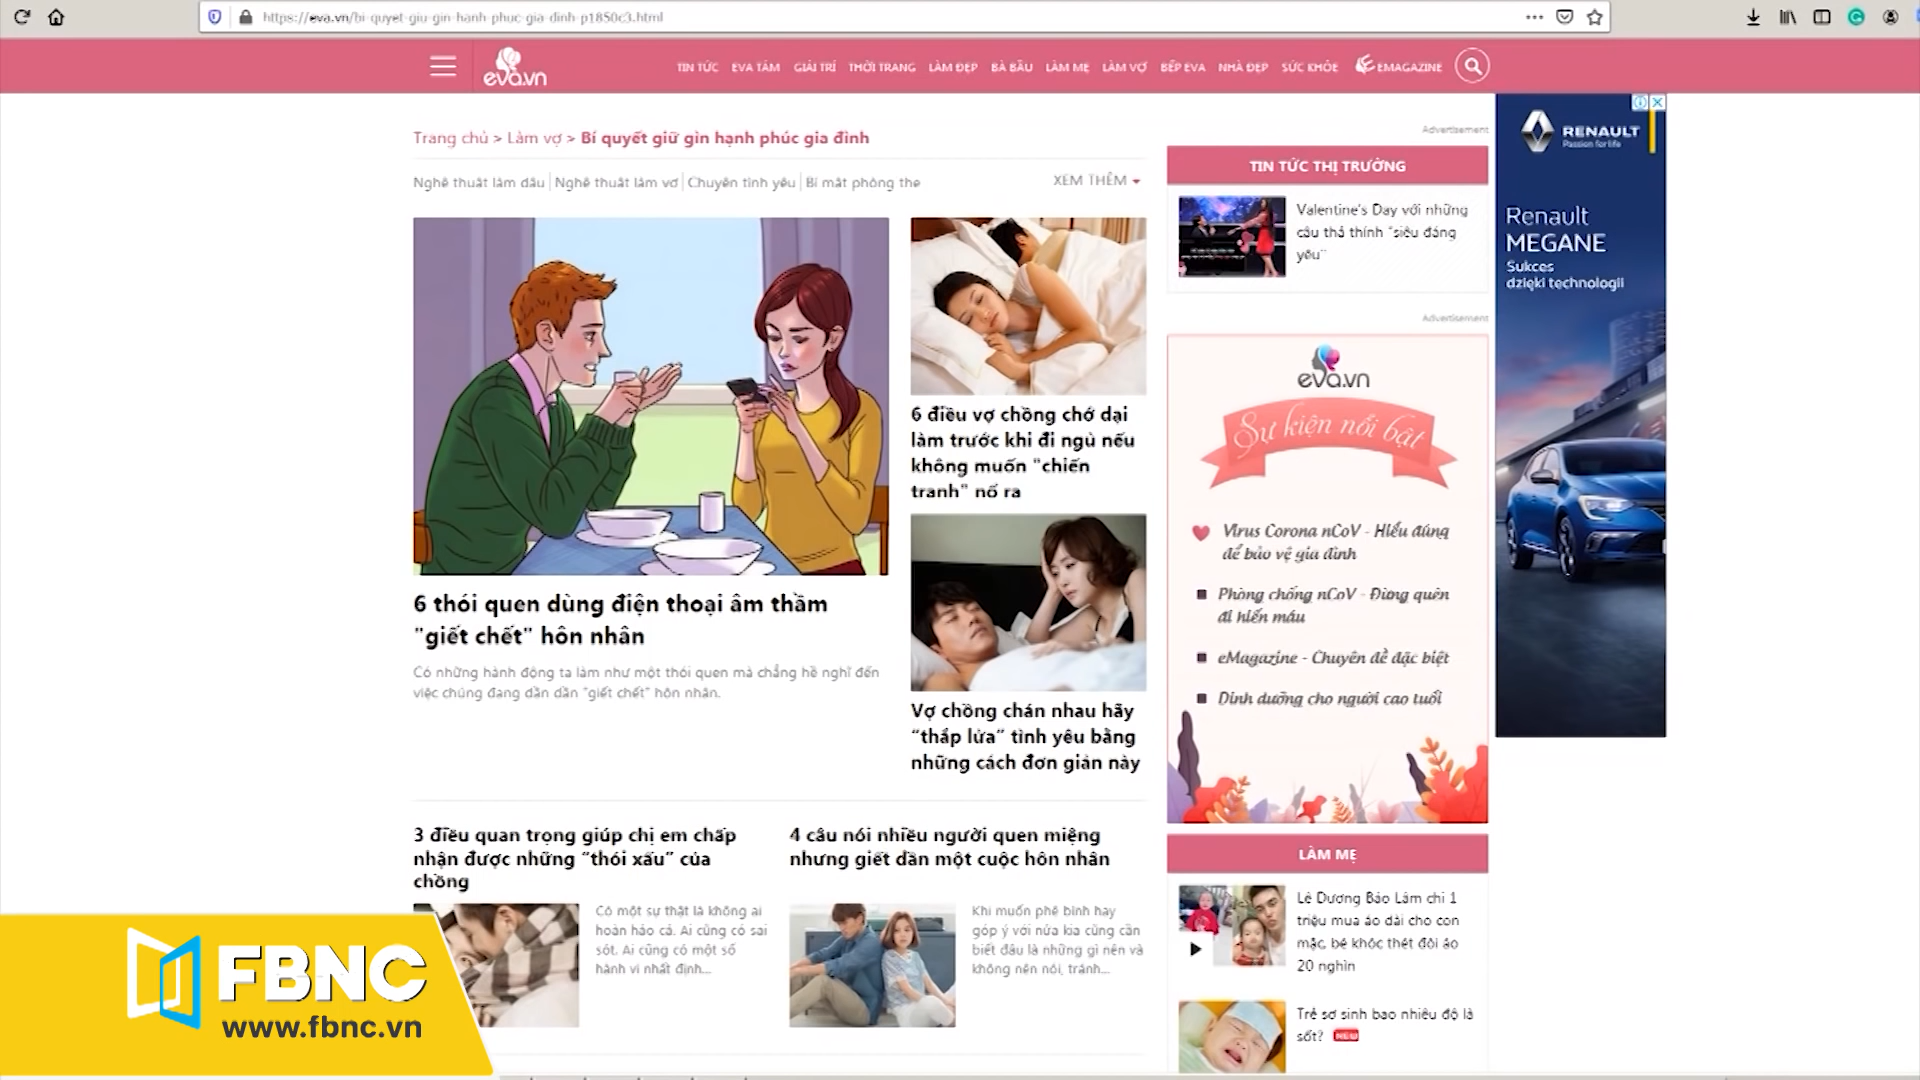 https://eva.vn/bi-quyet-giu-gin-hanh-phuc-gia-dinh-p1850c3.html
eva.vn
TIN TỨC EVA TÁM GIẢI TRÍ THỜI TRANG LÀM ĐẸP BÀ BẦU LÀM MẸ LÀM VỢ BẾP EVA NHÀ ĐẸP SỨC KHỎE EMAGAZINE
Trang chủ > Làm vợ > Bí quyết giữ gìn hạnh phúc gia đình
Nghệ thuật làm dâu Nghệ thuật làm vợ Chuyện tình yêu Bí mật phòng the
XEM THÊM
6 thói quen dùng điện thoại âm thầm
"giết chết" hôn nhân
Có những hành động ta làm như một thói quen mà chẳng hề nghĩ đến
việc chúng đang dần dần "giết chết" hôn nhân.
6 điều vợ chồng chớ dại
làm trước khi đi ngủ nếu
không muốn "chiến
tranh" nổ ra
Vợ chồng chán nhau hãy
“thắp lửa” tình yêu bằng
những cách đơn giản này
3 điều quan trọng giúp chị em chấp
nhận được những “thói xấu” của
chồng
Có một sự thật là không ai
hoàn hảo cả. Ai cũng có sai
sót. Ai cũng có một số
hành vi nhất định...
4 câu nói nhiều người quen miệng
nhưng giết dần một cuộc hôn nhân
Khi muốn phê bình hay
góp ý với nửa kia cũng cần
biết đâu là những gì nên và
không nên nói, tránh...
Advertisement
TIN TỨC THỊ TRƯỜNG
Valentine's Day với những
câu thả thính "siêu đáng
yêu"
Advertisement
eva.vn
Sự kiện nổi bật
Virus Corona nCoV - Hiểu đúng
để bảo vệ gia đình
Phòng chống nCoV - Đừng quên
đi hiến máu
eMagazine - Chuyên đề đặc biệt
Dinh dưỡng cho người cao tuổi
LÀM MẸ
Lê Dương Bảo Lâm chi 1
triệu mua áo dài cho con
mặc, bé khóc thét đòi áo
20 nghìn
Trẻ sơ sinh bao nhiêu độ là
sốt? NEW
RENAULT
Passion for life
Renault
MEGANE
Sukces
dzięki technologii
FBNC
www.fbnc.vn